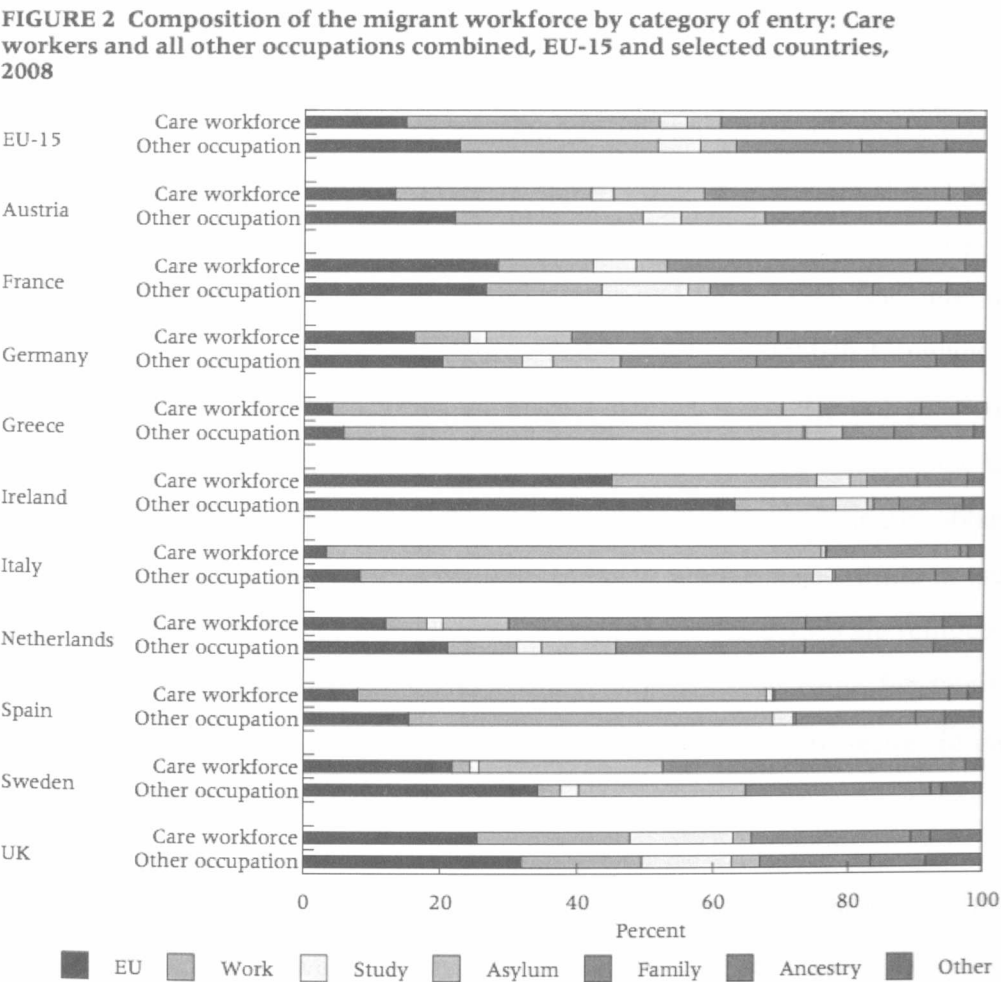 FIGURE 2 Composition of the migrant workforce by category of entry: Care
workers and all other occupations combined, EU-15 and selected countries,
2008
EU-15
Care workforce
Other occupation
Austria
Care workforce
Other occupation
France
Care workforce
Other occupation
Germany
Care workforce
Other occupation
Greece
Care workforce
Other occupation
Ireland
Care workforce
Other occupation
Italy
Care workforce
Other occupation
Netherlands
Care workforce
Other occupation
Spain
Care workforce
Other occupation
Sweden
Care workforce
Other occupation
UK
Care workforce
Other occupation
0 20 40 60 80 100
Percent
EU Work Study Asylum Family Ancestry Other